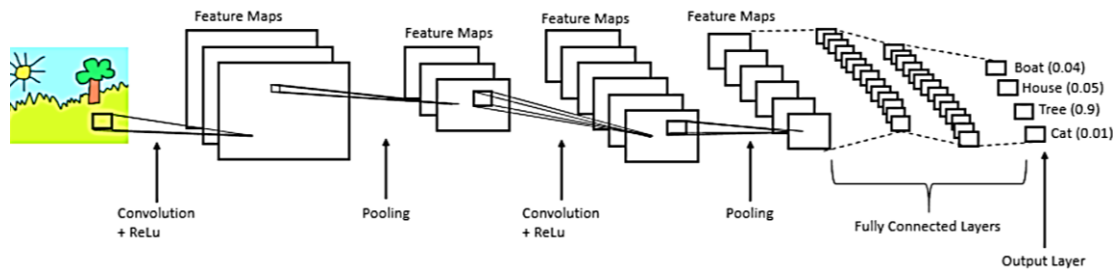 Feature Maps
Feature Maps
Feature Maps
Feature Maps
Boat (0.04)
House (0.05)
Tree (0.9)
Cat (0.01)
Convolution
+ ReLu
Pooling
Convolution
+ ReLu
Pooling
Fully Connected Layers
Output Layer